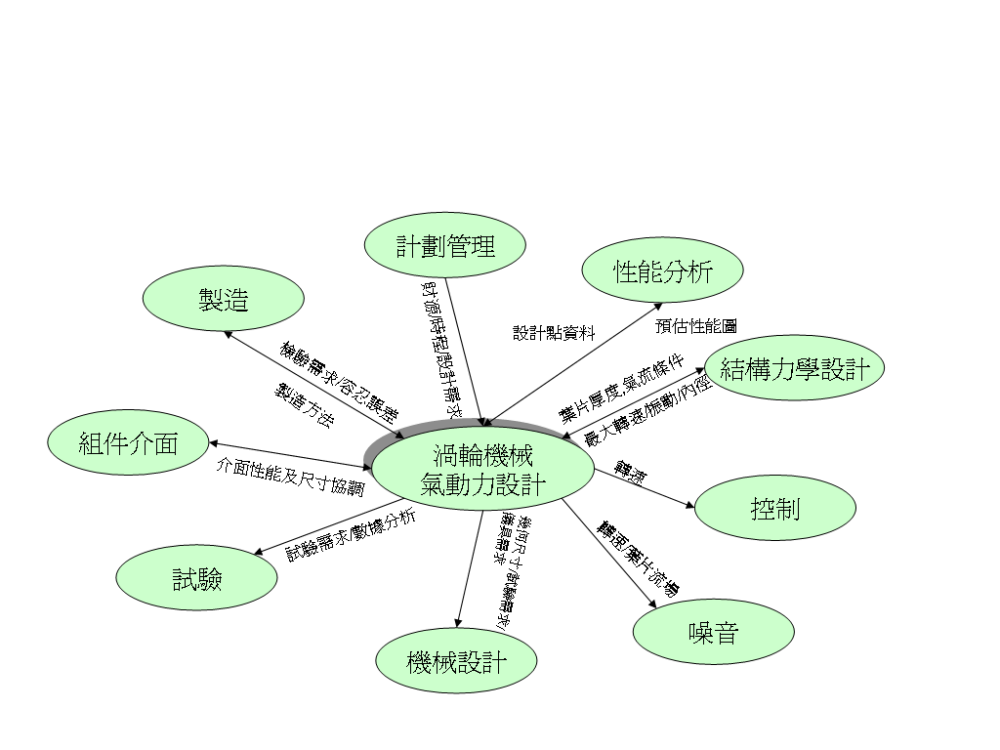 計劃管理
性能分析
製造
財源/時程/設計需求
設計點資料
預估性能圖
結構力學設計
檢驗需求/容忍誤差
製造方法
葉片厚度,氣流條件
最大轉速/振動/內徑
組件介面
介面性能及尺寸協調
渦輪機械
氣動力設計
轉速
控制
試驗需求/數據分析
試驗
幾何尺寸/試驗需求/
機具需求
轉速/葉片流場
噪音
機械設計